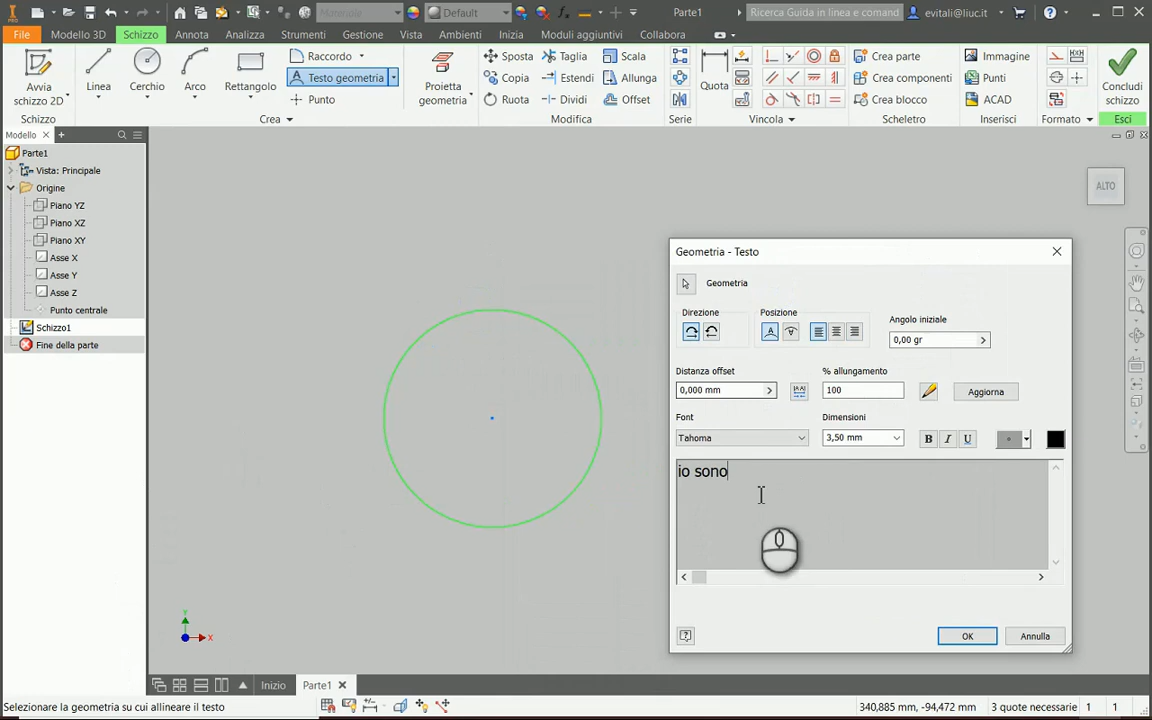 Materiale
Default
Parte1
Ricerca Guida in linea e comand
evitali@liuc.it
File
Modello 3D
Schizzo
Annota
Analizza
Strumenti
Gestione
Vista
Ambienti
Inizia
Moduli aggiuntivi
Collabora
Avvia
schizzo 2D
Linea
Cerchio
Arco
Rettangolo
Raccordo
Testo geometria
Punto
Proietta
geometria
Sposta
Copia
Ruota
Taglia
Estendi
Dividi
Scala
Allunga
Offset
Quota
Crea parte
Crea componenti
Crea blocco
Immagine
Punti
ACAD
Concludi
schizzo
Schizzo
Crea
Modifica
Serie
Vincola
Scheletro
Inserisci
Formato
Esci
Modello
Parte1
Vista: Principale
Origine
Piano YZ
Piano XZ
Piano XY
Asse X
Asse Y
Asse Z
Punto centrale
Schizzo1
Fine della parte
ALTO
Geometria - Testo
Geometria
Direzione
Posizione
Angolo iniziale
0,00 gr
Distanza offset
0,000 mm
% allungamento
100
Aggiorna
Font
Tahoma
Dimensioni
3,50 mm
B I U
io sono
OK
Annulla
Y
X
Inizio
Parte1
Selezionare la geometria su cui allineare il testo
340,885 mm, -94,472 mm
3 quote necessarie
1
1